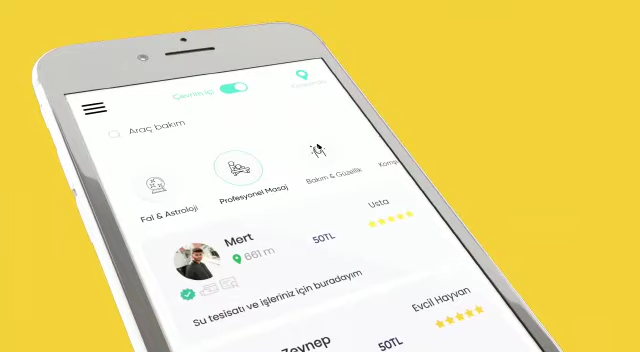 Çevrim içi
Araç bakım
Fal & Astroloji
Profesyonel Masaj
Bakım & Güzellik
Mert
661 m
50TL
Usta
Su tesisatı ve işleriniz için buradayım
Zeynep
50TL
Evcil Hayvan